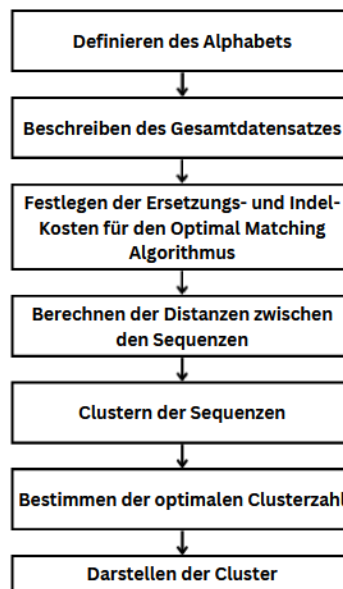 Definieren des Alphabets
Beschreiben des Gesamtdatensatzes
Festlegen der Ersetzungs- und Indel-
Kosten für den Optimal Matching
Algorithmus
Berechnen der Distanzen zwischen
den Sequenzen
Clustern der Sequenzen
Bestimmen der optimalen Clusterzahl
Darstellen der Cluster